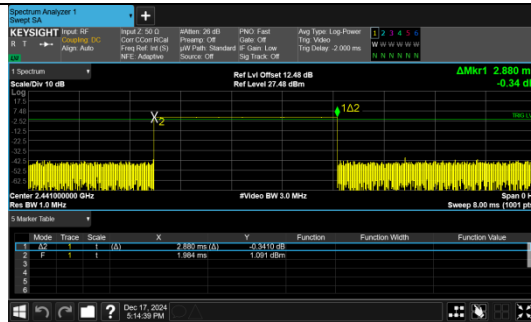 Spectrum Analyzer 1
Swept SA
+
KEYSIGHT Input: RF Input Z: 50 Ω #Atten: 26 dB PNO: Fast Avg Type: Log-Power 1 2 3 4 5 6
R T Coupling: DC Corr CCorr RCal Preamp: Off Gate: Off Trig: Video W W W W W W
Align: Auto Freq Ref: Int (S) µW Path: Standard IF Gain: Low Trig Delay: -2.000 ms N N N N N N
NFE: Adaptive Source: Off Sig Track: Off
1 Spectrum Ref Lvl Offset 12.48 dB ΔMkr1 2.880 m
Scale/Div 10 dB Ref Level 27.48 dBm -0.34 d
Log
17.5
7.48 1Δ2
-2.52 X2 TRIG LV
-12.5
-22.5
-32.5
-42.5
-52.5
-62.5
Center 2.441000000 GHz #Video BW 3.0 MHz Span 0 H
Res BW 1.0 MHz Sweep 8.00 ms (1001 pts
5 Marker Table
Mode Trace Scale X Y Function Function Width Function Value
1 Δ2 1 t (Δ) 2.880 ms (Δ) -0.3410 dB
2 F 1 t 1.984 ms 1.091 dBm
3
4
5
6
? Dec 17, 2024
5:14:39 PM